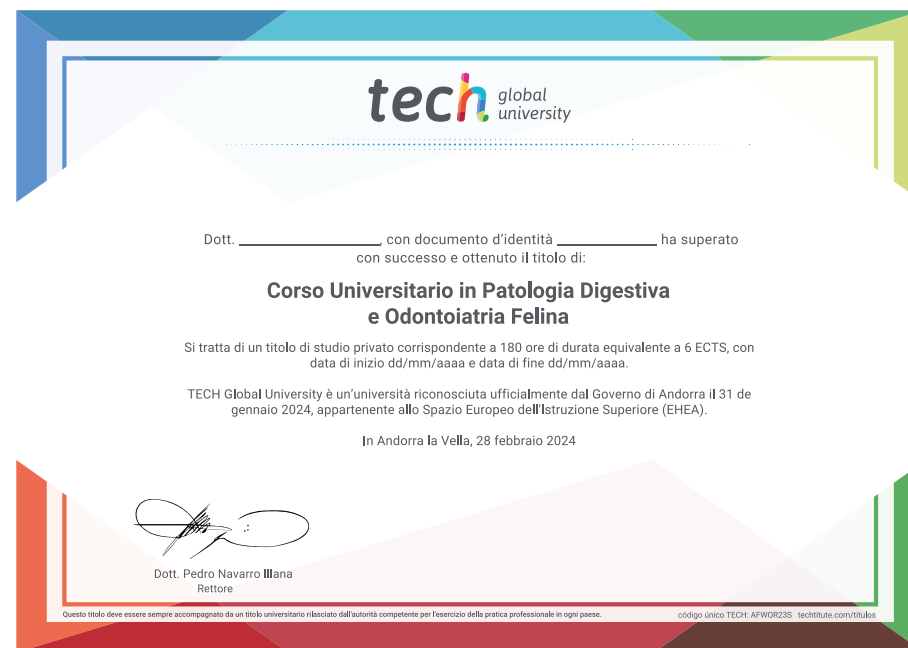 tech global university
Dott. ____________, con documento d'identità ____________ ha superato
con successo e ottenuto il titolo di:
Corso Universitario in Patologia Digestiva
e Odontoiatria Felina
Si tratta di un titolo di studio privato corrispondente a 180 ore di durata equivalente a 6 ECTS, con
data di inizio dd/mm/aaaa e data di fine dd/mm/aaaa.
TECH Global University è un'università riconosciuta ufficialmente dal Governo di Andorra il 31 de
gennaio 2024, appartenente allo Spazio Europeo dell'Istruzione Superiore (EHEA).
In Andorra la Vella, 28 febbraio 2024
Dott. Pedro Navarro Illana
Rettore
Questo titolo deve essere sempre accompagnato da un titolo universitario rilasciato dall'autorità competente per l'esercizio della pratica professionale in ogni paese.
código único TECH: AFWOR23S techtitute.com/titulos